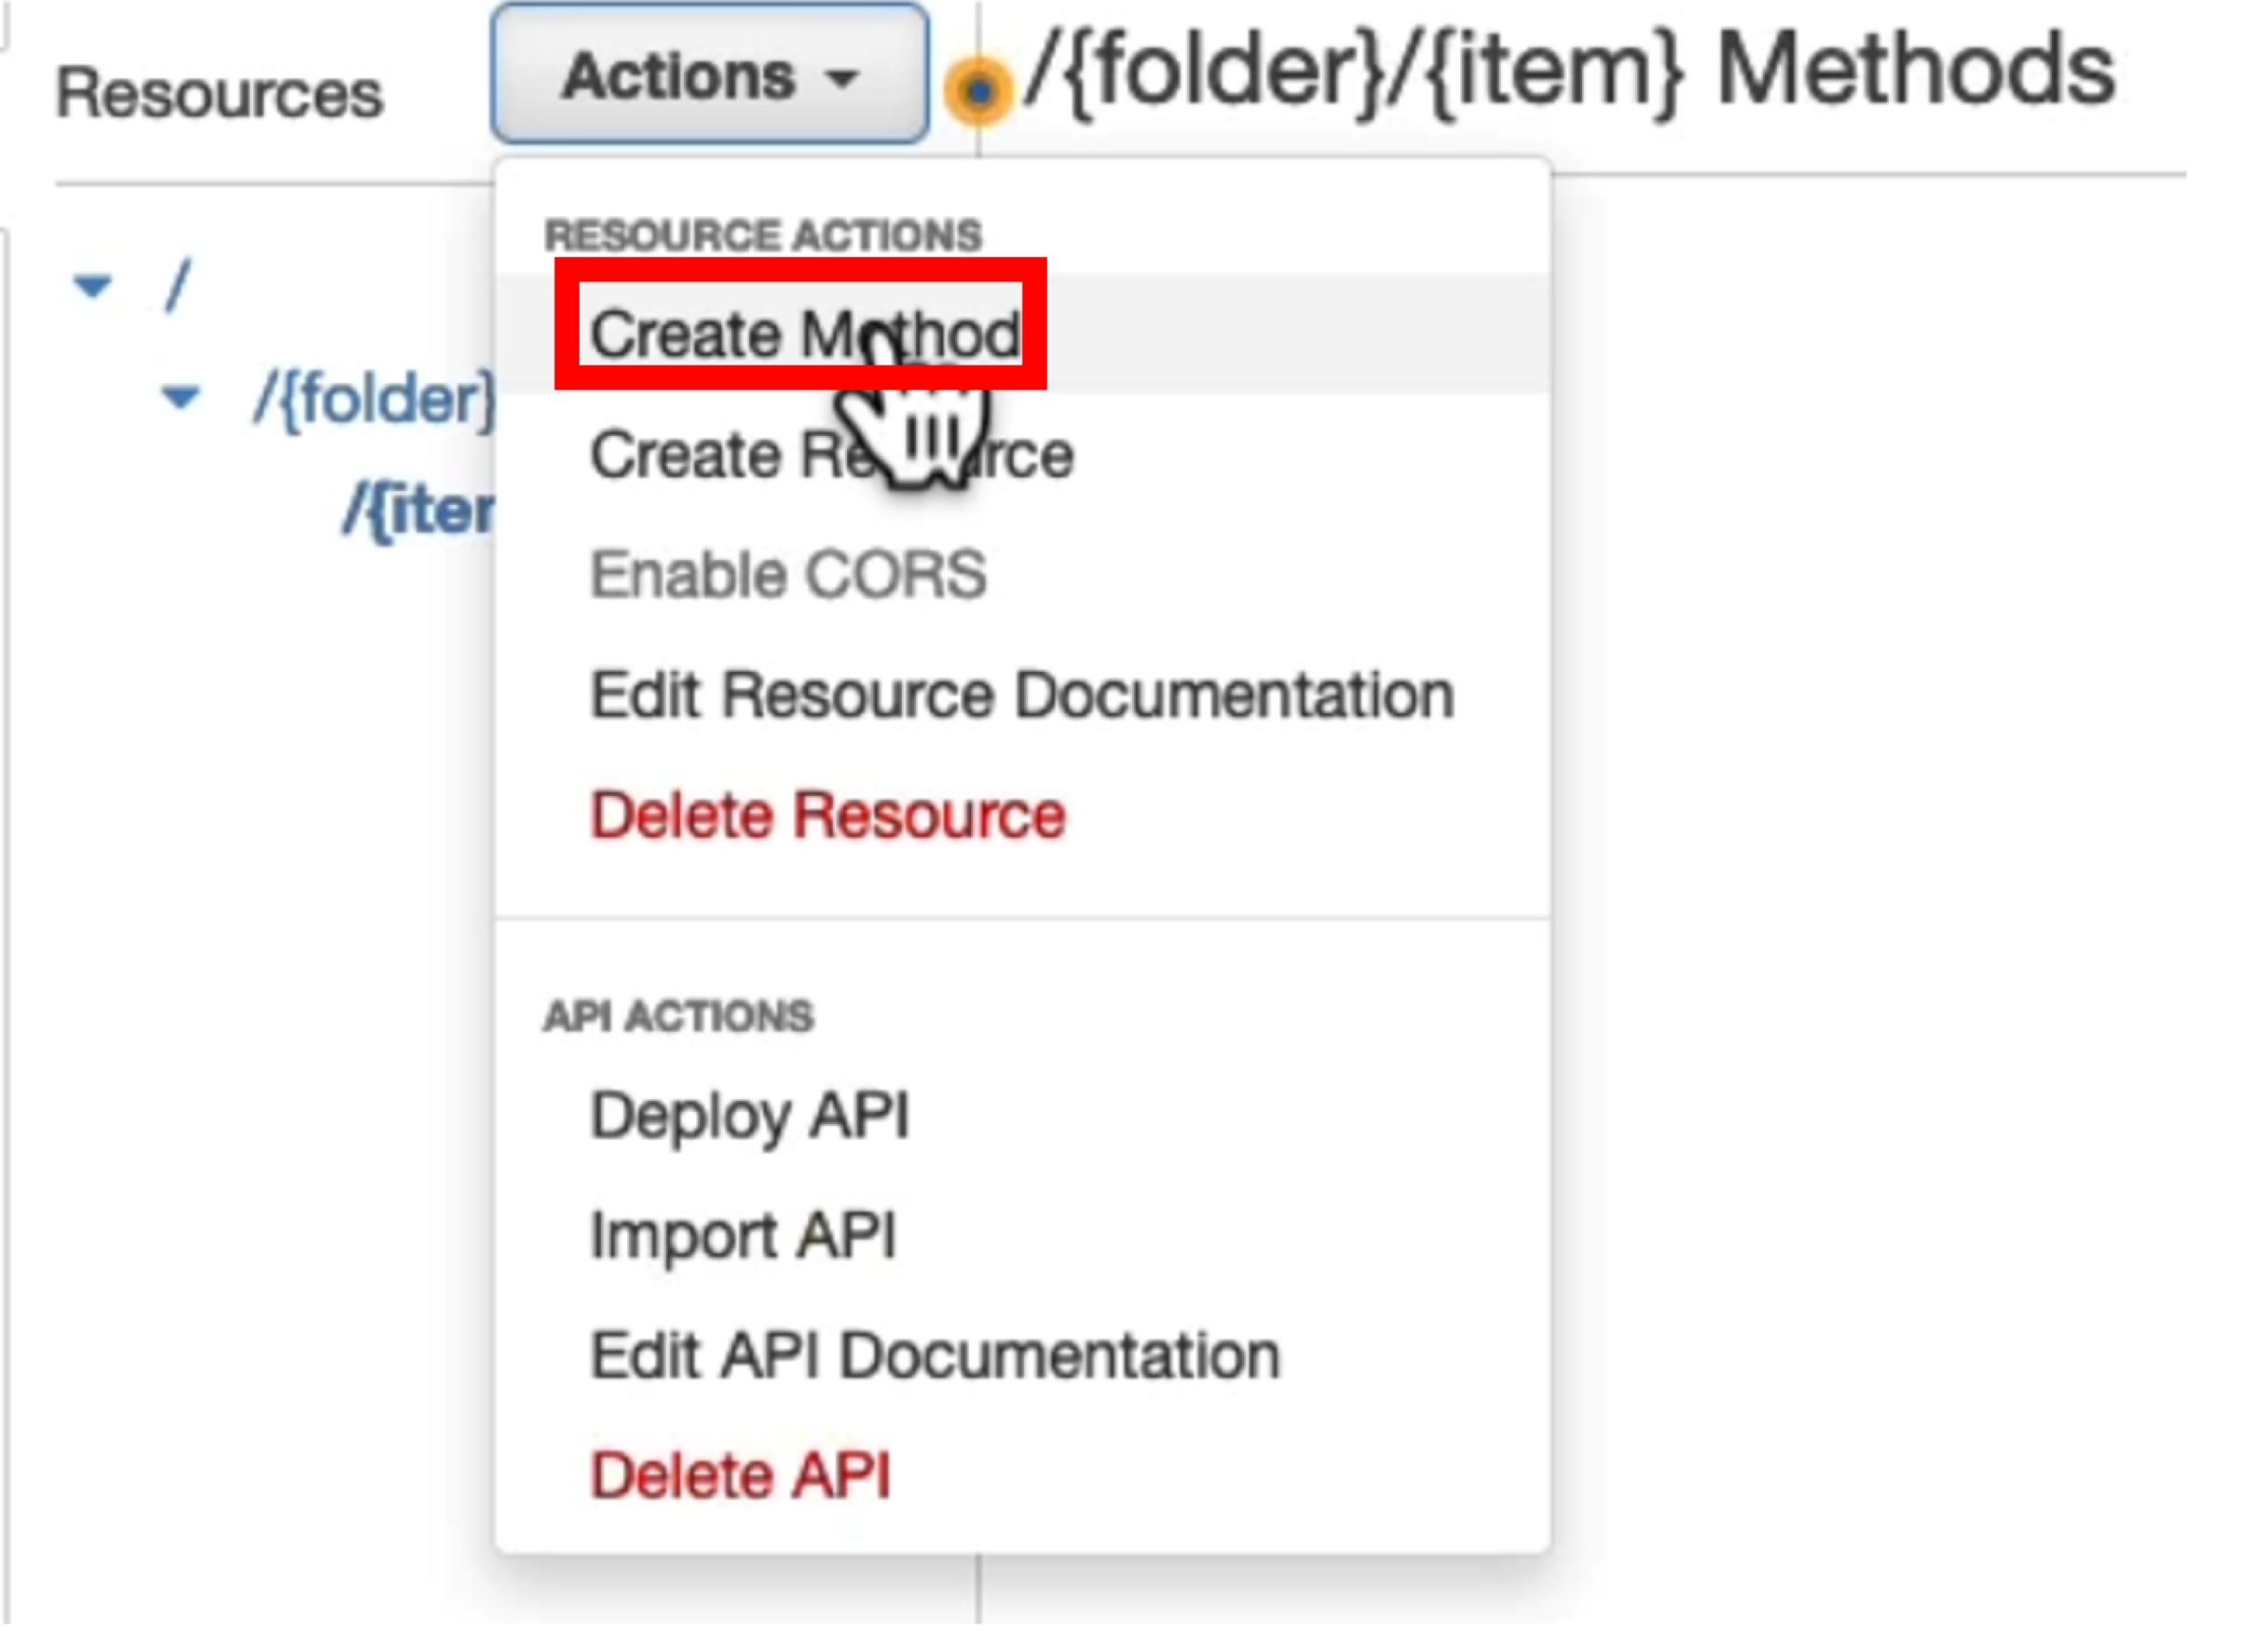 Resources
Actions
/{folder}/{item} Methods
/
/{folder}
RESOURCE ACTIONS
Create Method
Create Resource
Enable CORS
Edit Resource Documentation
Delete Resource
API ACTIONS
Deploy API
Import API
Edit API Documentation
Delete API